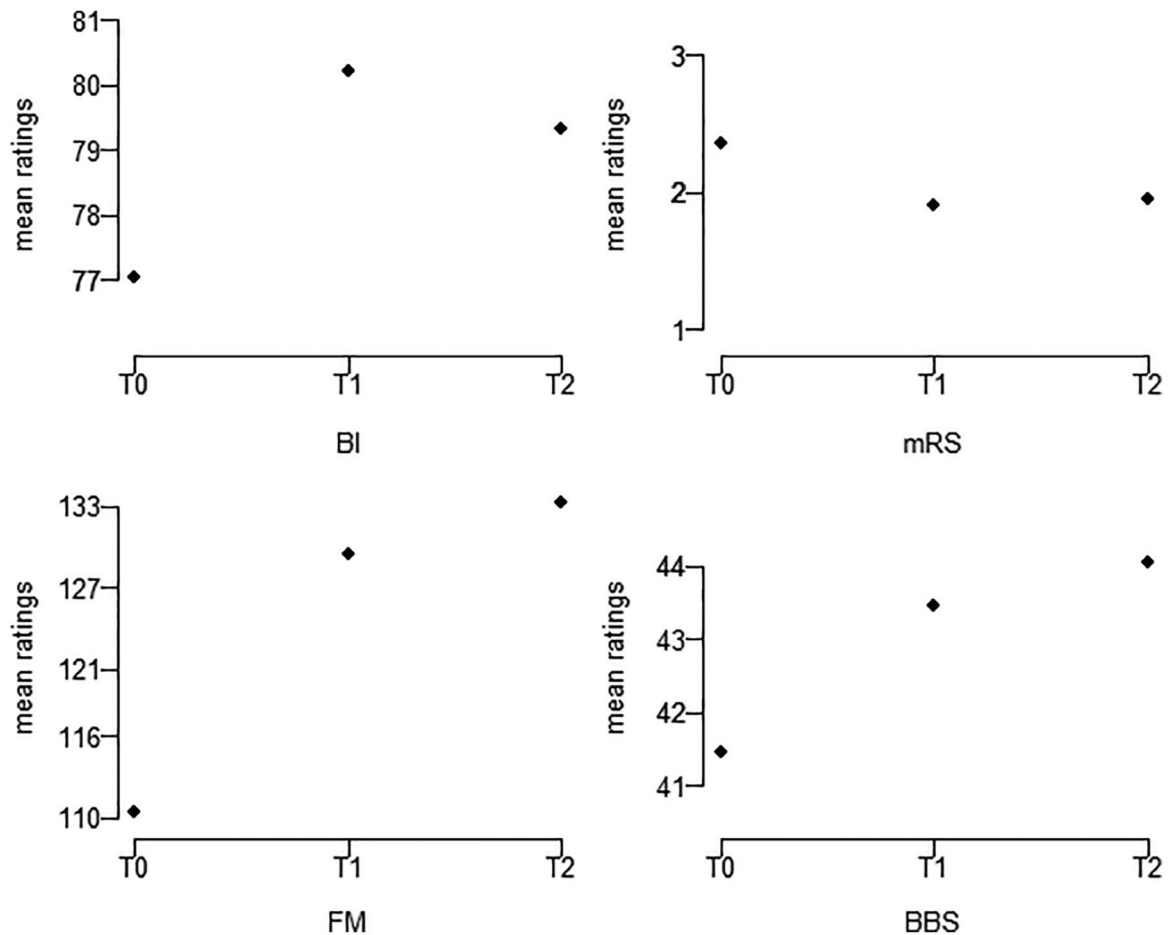 mean ratings
81
80
79
78
77
T0 T1 T2
BI
mean ratings
3
2
1
T0 T1 T2
mRS
mean ratings
133
127
121
116
110
T0 T1 T2
FM
mean ratings
44
43
42
41
T0 T1 T2
BBS